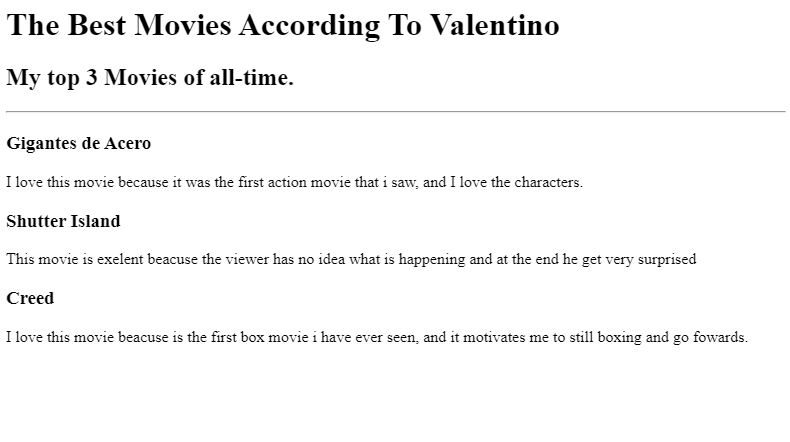 The Best Movies According To Valentino
My top 3 Movies of all-time.
Gigantes de Acero
I love this movie because it was the first action movie that i saw, and I love the characters.
Shutter Island
This movie is exelent beacuse the viewer has no idea what is happening and at the end he get very surprised
Creed
I love this movie beacuse is the first box movie i have ever seen, and it motivates me to still boxing and go fowards.